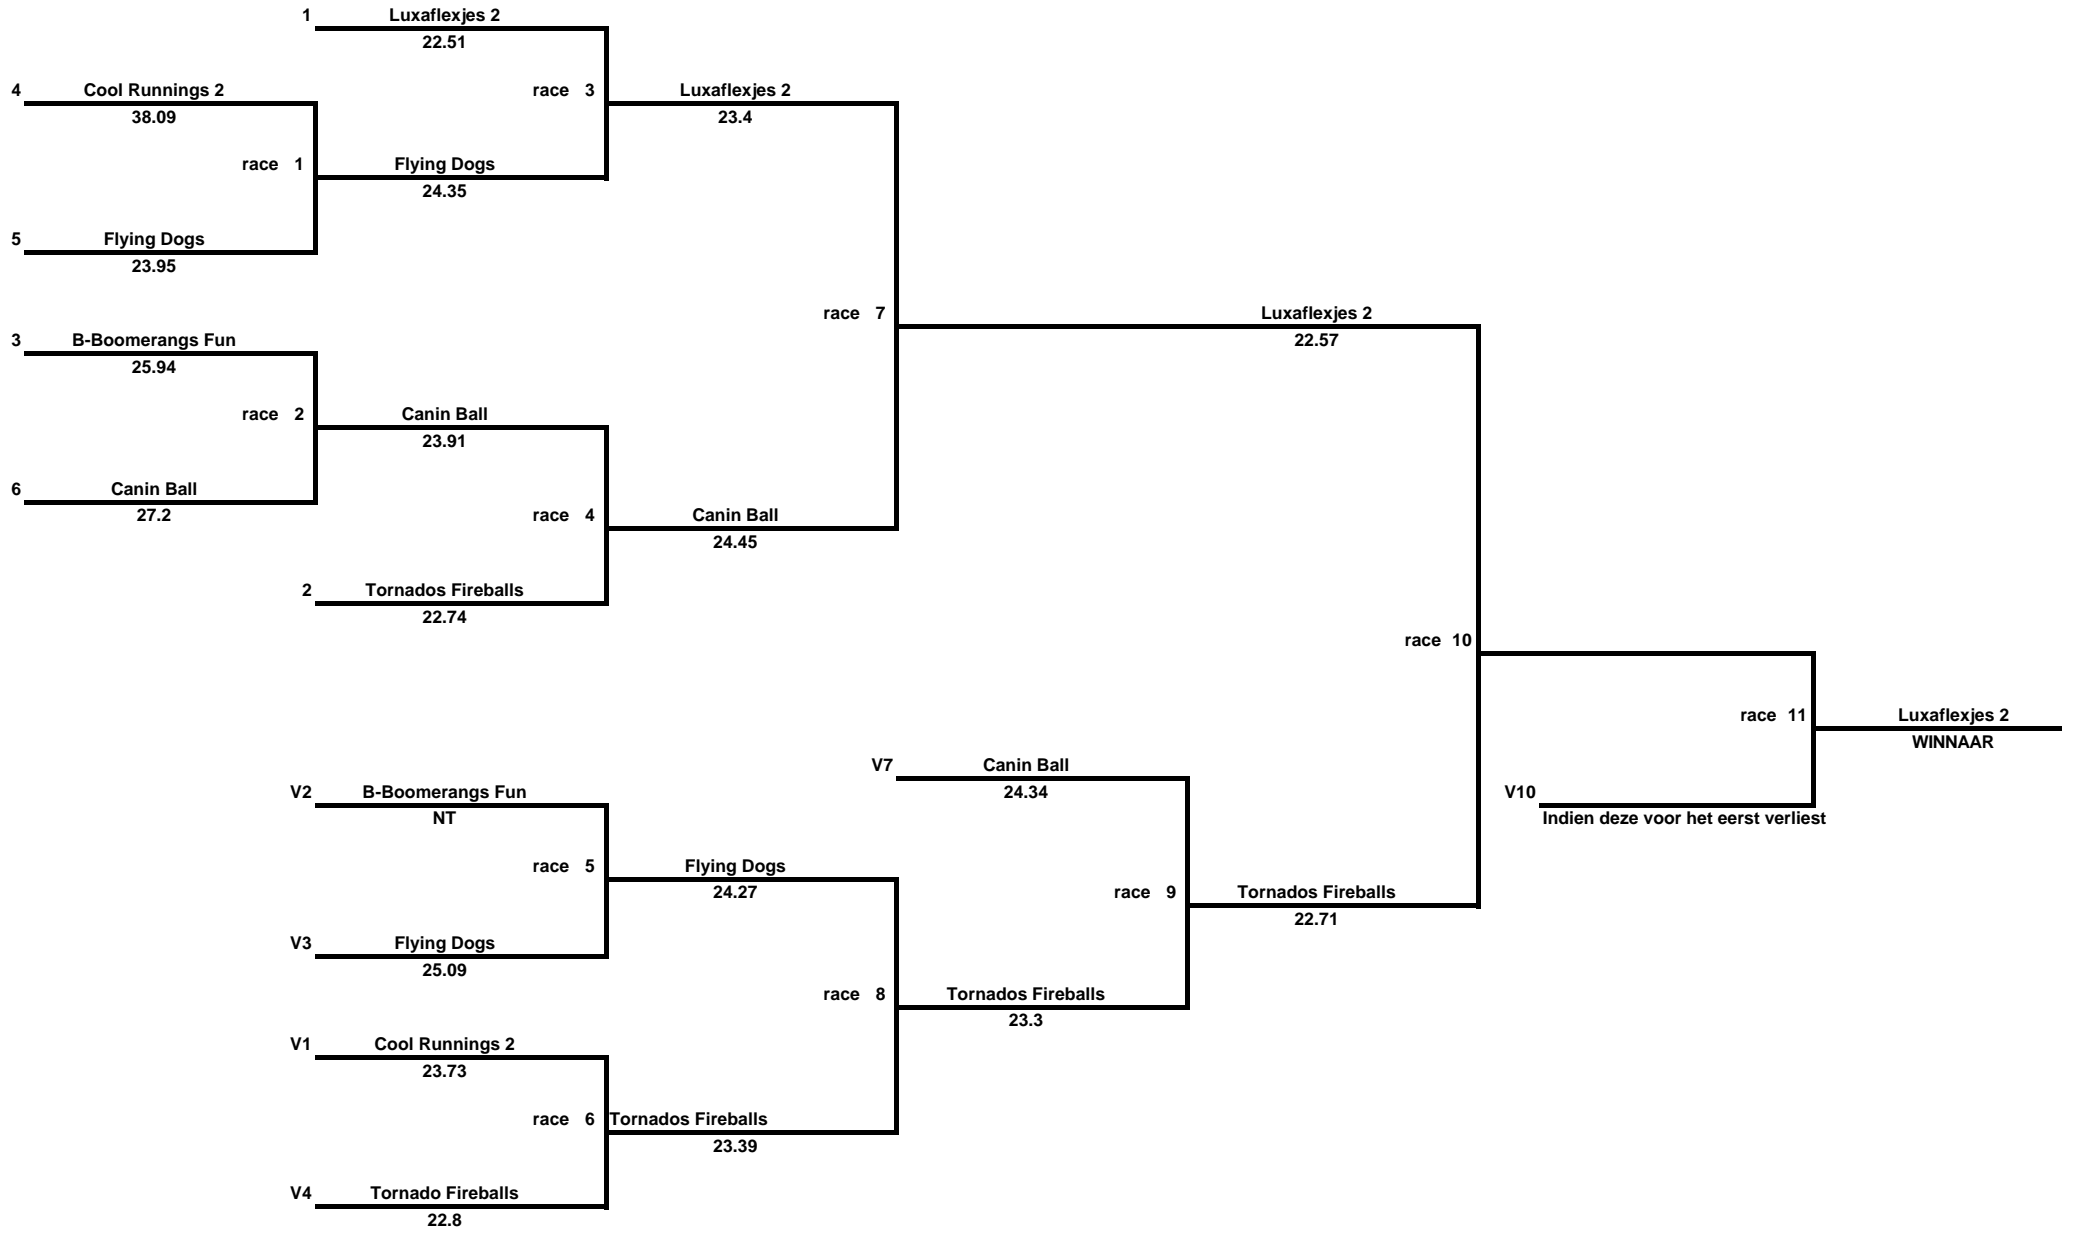 1 Luxaflexjes 2
22.51
4 Cool Runnings 2
race 3
Luxaflexjes 2
38.09
23.4
race 1
Flying Dogs
24.35
5 Flying Dogs
23.95
race 7
Luxaflexjes 2
22.57
3 B-Boomerangs Fun
25.94
race 2
Canin Ball
23.91
6 Canin Ball
27.2
race 4
Canin Ball
24.45
2 Tornados Fireballs
22.74
race 10
race 11
Luxaflexjes 2
WINNAAR
V7 Canin Ball
24.34
V2 B-Boomerangs Fun
NT
V10
Indien deze voor het eerst verliest
race 5
Flying Dogs
24.27
race 9
Tornados Fireballs
22.71
V3 Flying Dogs
25.09
race 8
Tornados Fireballs
23.3
V1 Cool Runnings 2
23.73
race 6
Tornados Fireballs
23.39
V4 Tornado Fireballs
22.8